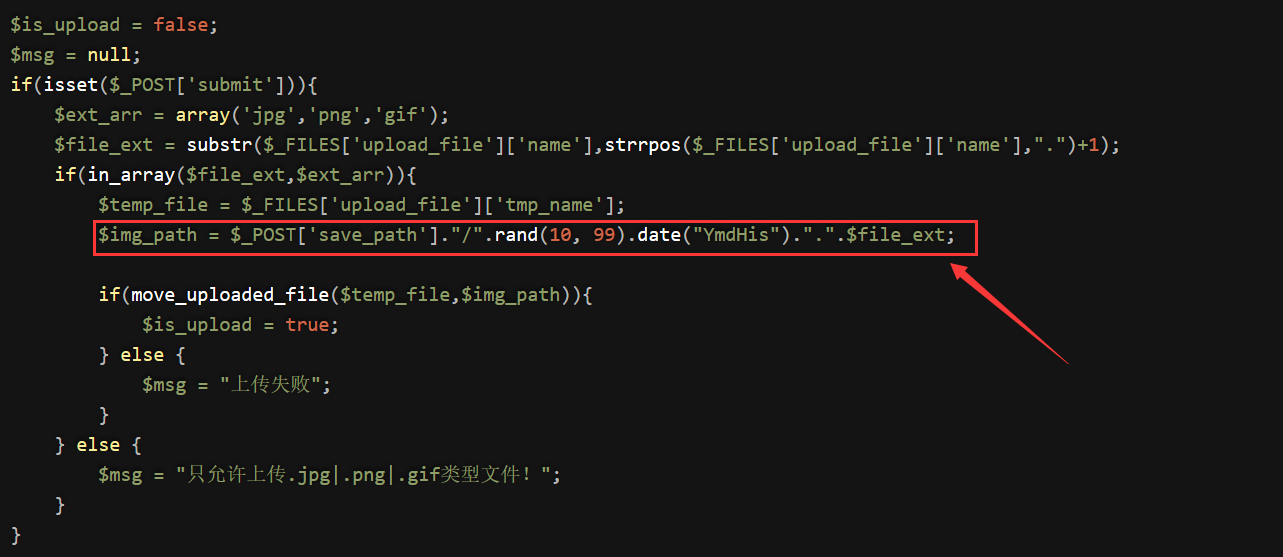 $is_upload = false;
$msg = null;
if(isset($_POST['submit'])){
    $ext_arr = array('jpg','png','gif');
    $file_ext = substr($_FILES['upload_file']['name'],strrpos($_FILES['upload_file']['name'],".")+1);
    if(in_array($file_ext,$ext_arr)){
        $temp_file = $_FILES['upload_file']['tmp_name'];
        $img_path = $_POST['save_path']."/".rand(10, 99).date("YmdHis").".".$file_ext;
        if(move_uploaded_file($temp_file,$img_path)){
            $is_upload = true;
        } else {
            $msg = "上传失败";
        }
    } else {
        $msg = "只允许上传.jpg|.png|.gif类型文件！";
    }
}